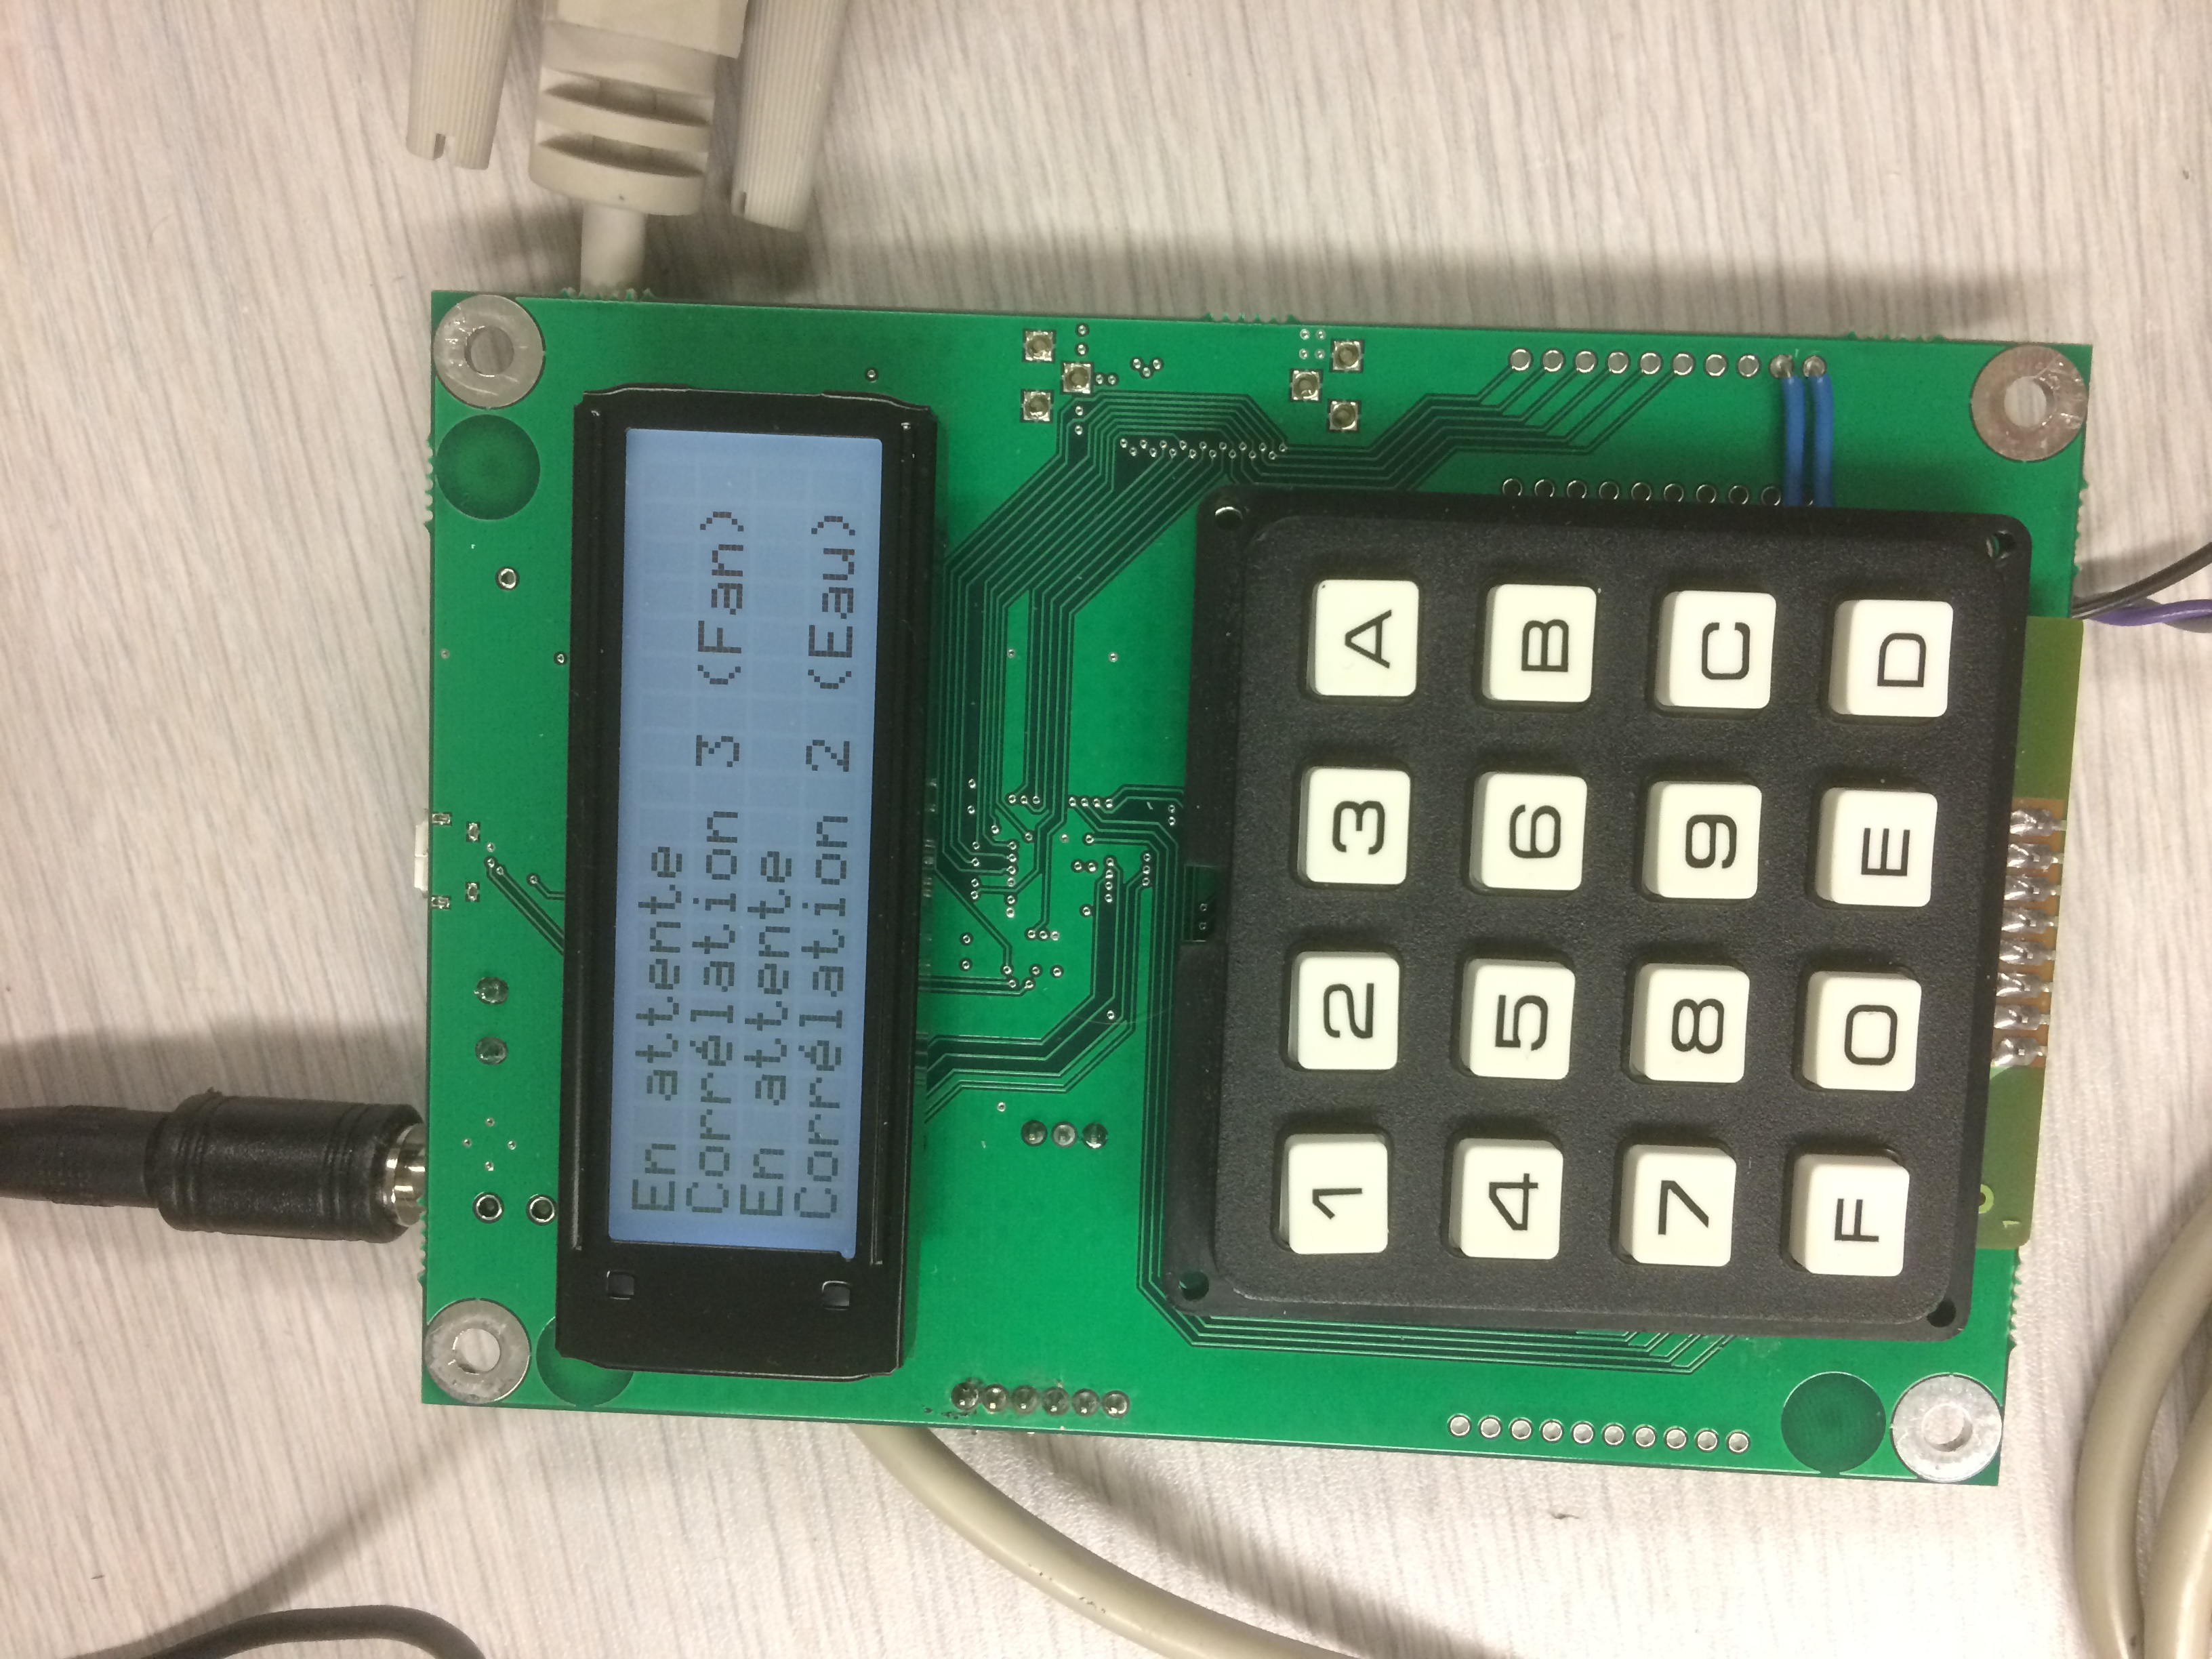 En attente
Corrélation 3 (Fan)
En attente
Corrélation 2 (Eau)
1 2 3 A
4 5 6 B
7 8 9 C
F 0 E D